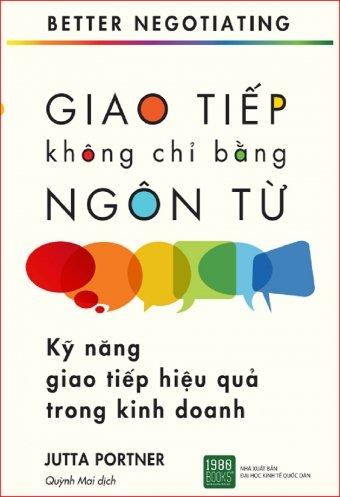 BETTER NEGOTIATING
GIAO TIẾP
không chỉ bằng
NGÔN TỪ
Kỹ năng
giao tiếp hiệu quả
trong kinh doanh
JUTTA PORTNER
Quỳnh Mai dịch
1980
BOOKS
NHÀ XUẤT BẢN
ĐẠI HỌC KINH TẾ QUỐC DÂN